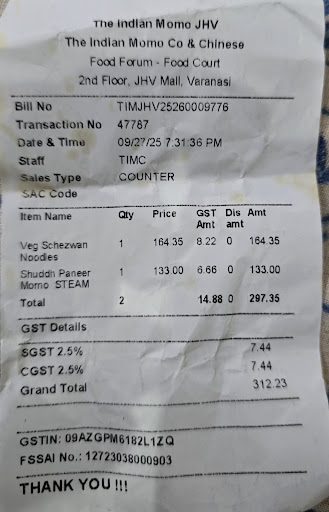 The Indian Momo JHV
The Indian Momo Co & Chinese
Food Forum - Food Court
2nd Floor, JHV Mall, Varanasi
Bill No TIMJHV25260009776
Transaction No 47787
Date & Time 09/27/25 7:31:36 PM
Staff TIMC
Sales Type COUNTER
SAC Code
Item Name Qty Price GST Amt Dis amt Amt
Veg Schezwan Noodles 1 164.35 8.22 0 164.35
Shuddh Paneer Momo STEAM 1 133.00 6.66 0 133.00
Total 2 14.88 0 297.35
GST Details
SGST 2.5% 7.44
CGST 2.5% 7.44
Grand Total 312.23
GSTIN: 09AZGPM6182L1ZQ
FSSAI No.: 12723038000903
THANK YOU !!!